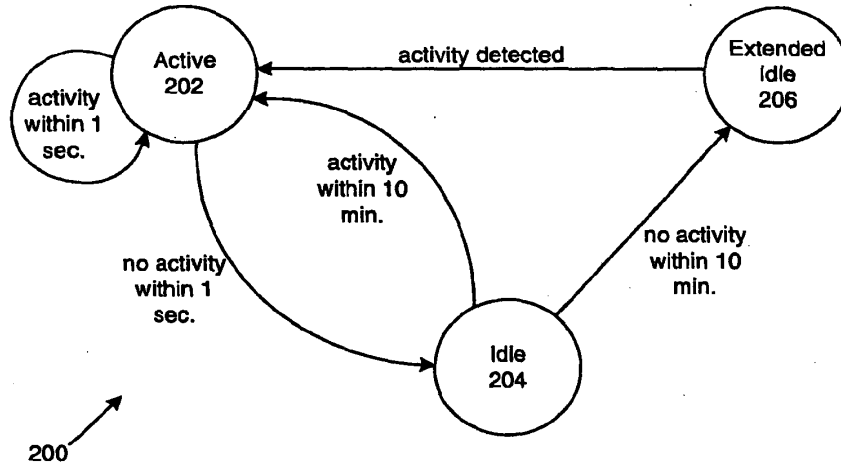 Active
202
activity detected
Extended
Idle
206
activity
within 1
sec.
activity
within 10
min.
no activity
within 1
sec.
no activity
within 10
min.
Idle
204
200